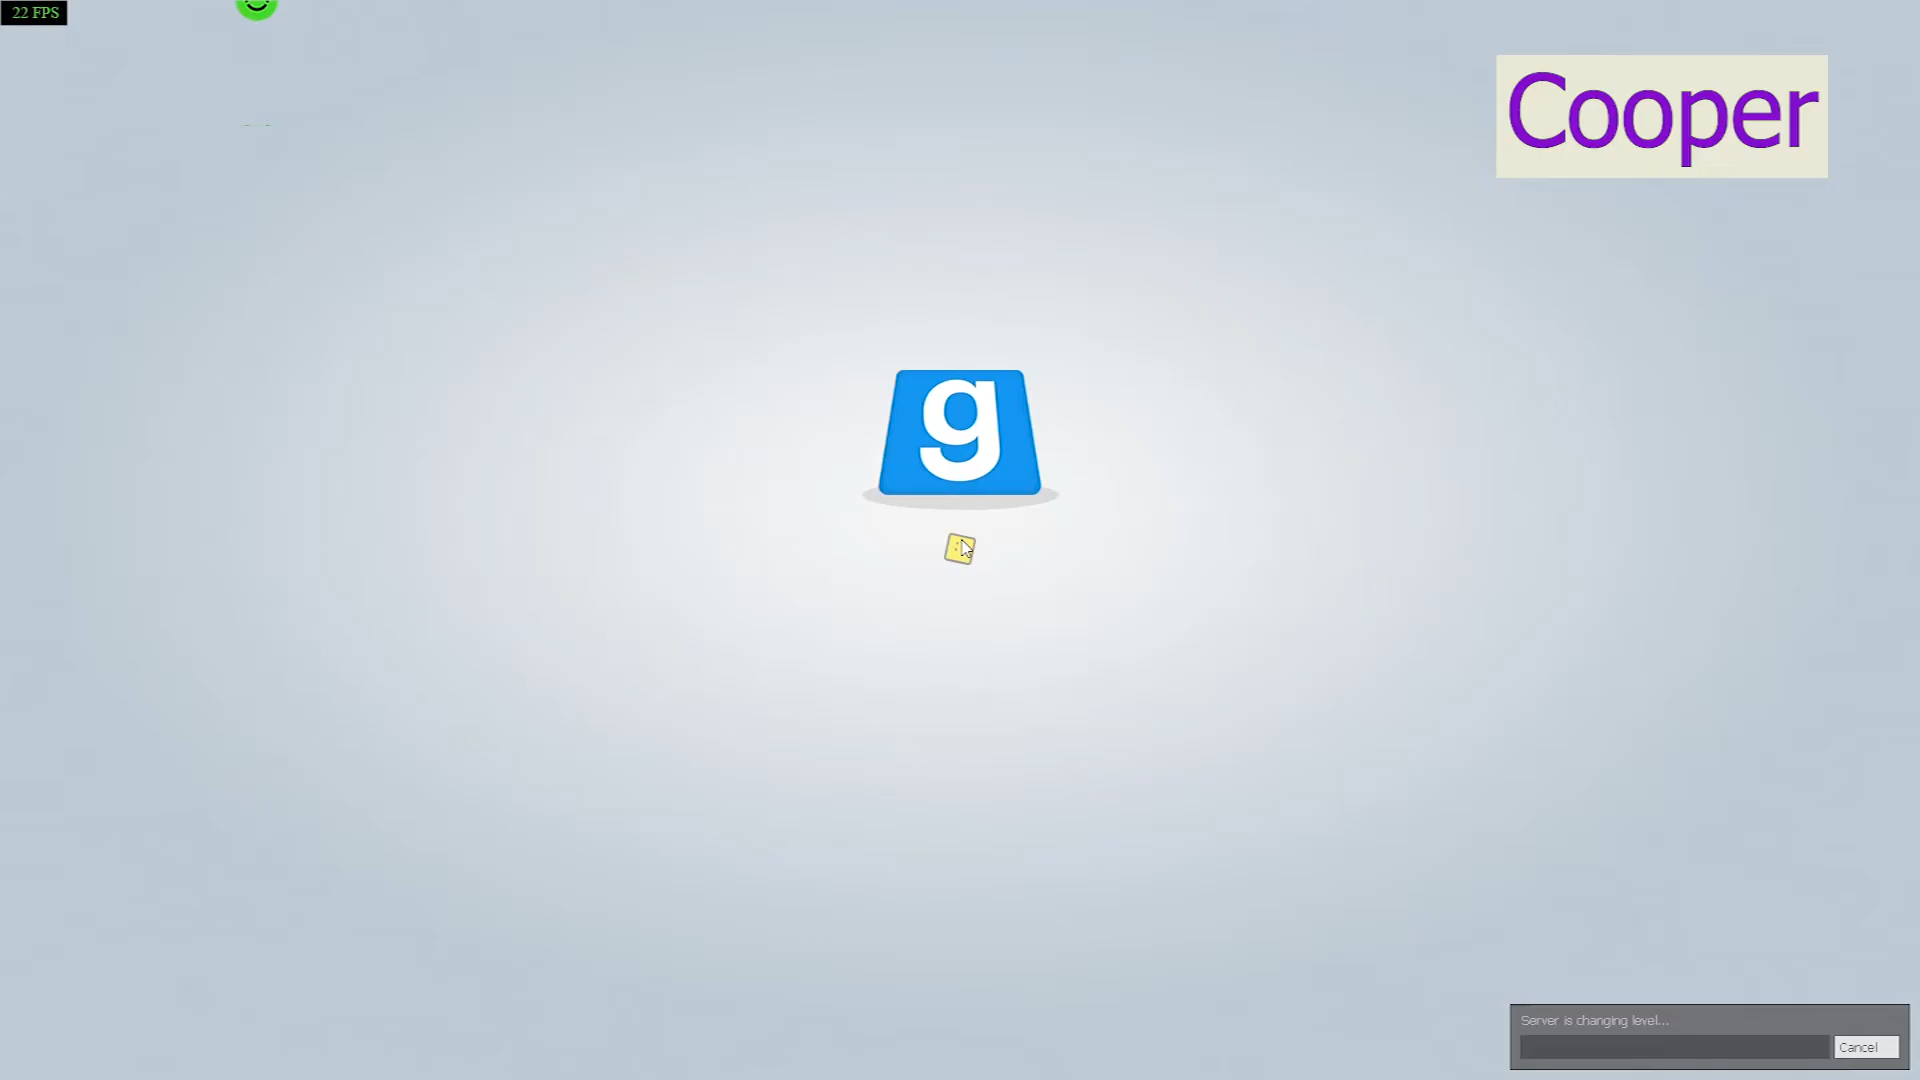 22 FPS
Cooper
g
Server is changing level...
Cancel